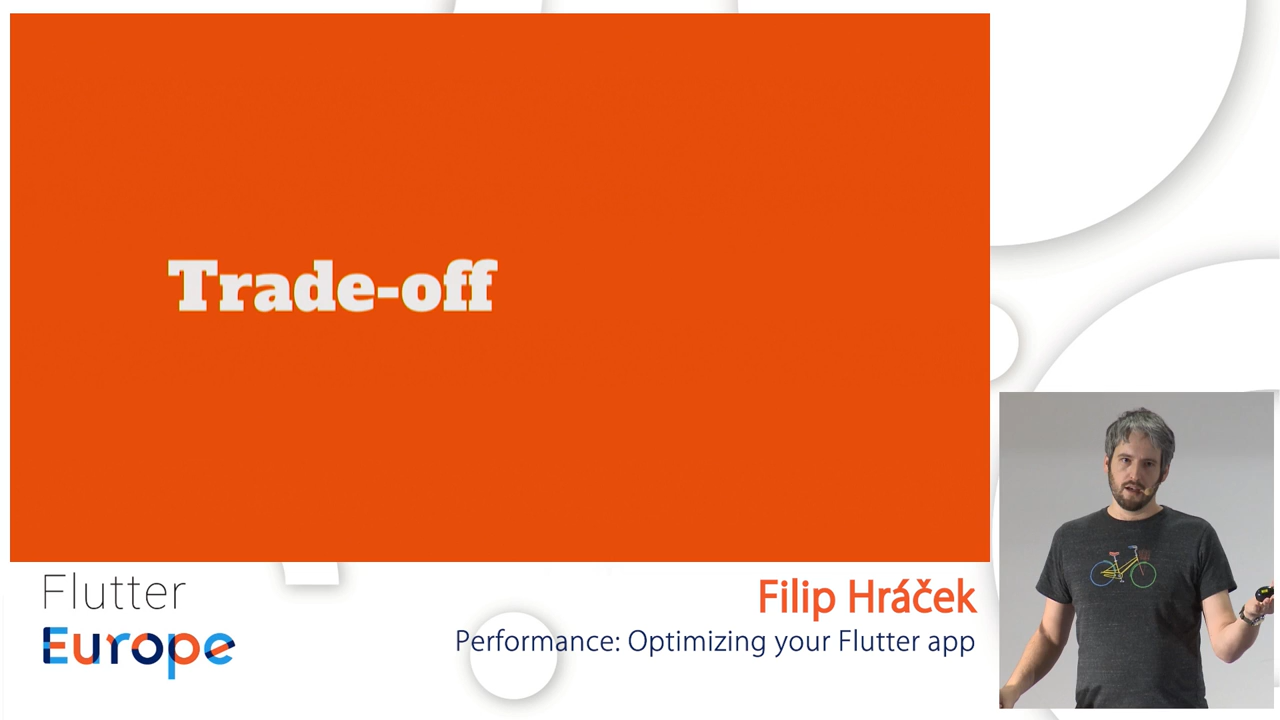 Trade-off
Flutter
Europe
Filip Hráček
Performance: Optimizing your Flutter app